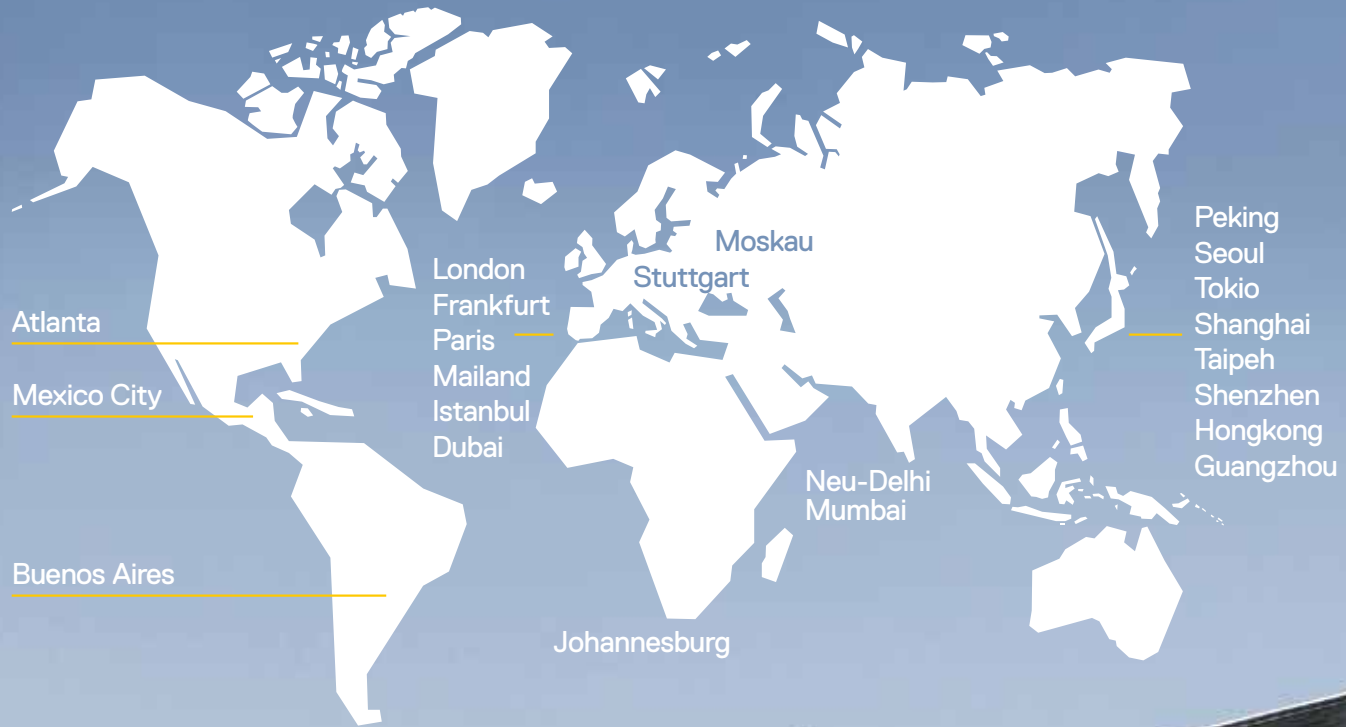 Atlanta
Mexico City
Buenos Aires
London
Frankfurt
Paris
Mailand
Istanbul
Dubai
Moskau
Stuttgart
Johannesburg
Neu-Delhi
Mumbai
Peking
Seoul
Tokio
Shanghai
Taipeh
Shenzhen
Hongkong
Guangzhou